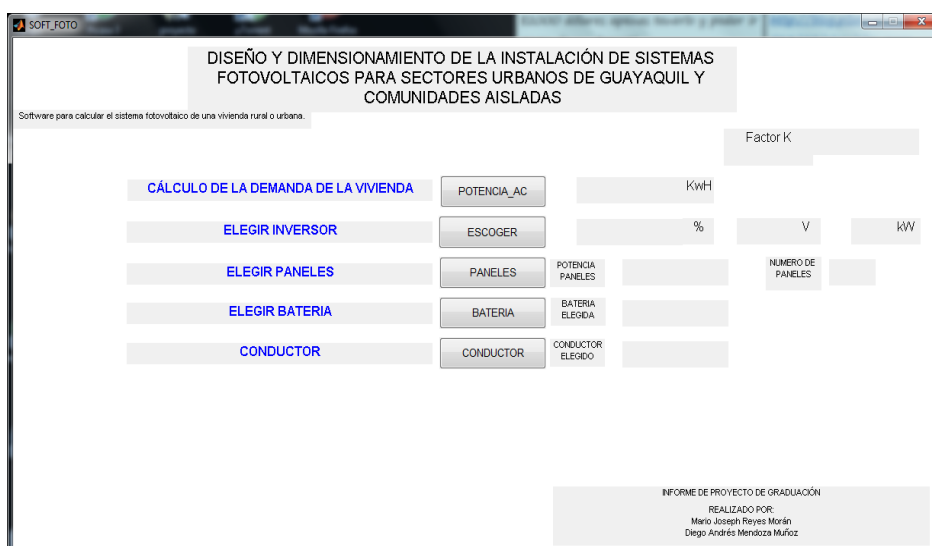 SOFT_FOTO
DISEÑO Y DIMENSIONAMIENTO DE LA INSTALACIÓN DE SISTEMAS
FOTOVOLTAICOS PARA SECTORES URBANOS DE GUAYAQUIL Y
COMUNIDADES AISLADAS
Software para calcular el sistema fotovoltaico de una vivienda rural o urbana.
Factor K
CÁLCULO DE LA DEMANDA DE LA VIVIENDA POTENCIA_AC KwH
ELEGIR INVERSOR ESCOGER % V kW
ELEGIR PANELES PANELES POTENCIA PANELES NUMERO DE PANELES
ELEGIR BATERIA BATERIA BATERIA ELEGIDA
CONDUCTOR CONDUCTOR CONDUCTOR ELEGIDO
INFORME DE PROYECTO DE GRADUACIÓN
REALIZADO POR:
Mario Joseph Reyes Morán
Diego Andrés Mendoza Muñoz